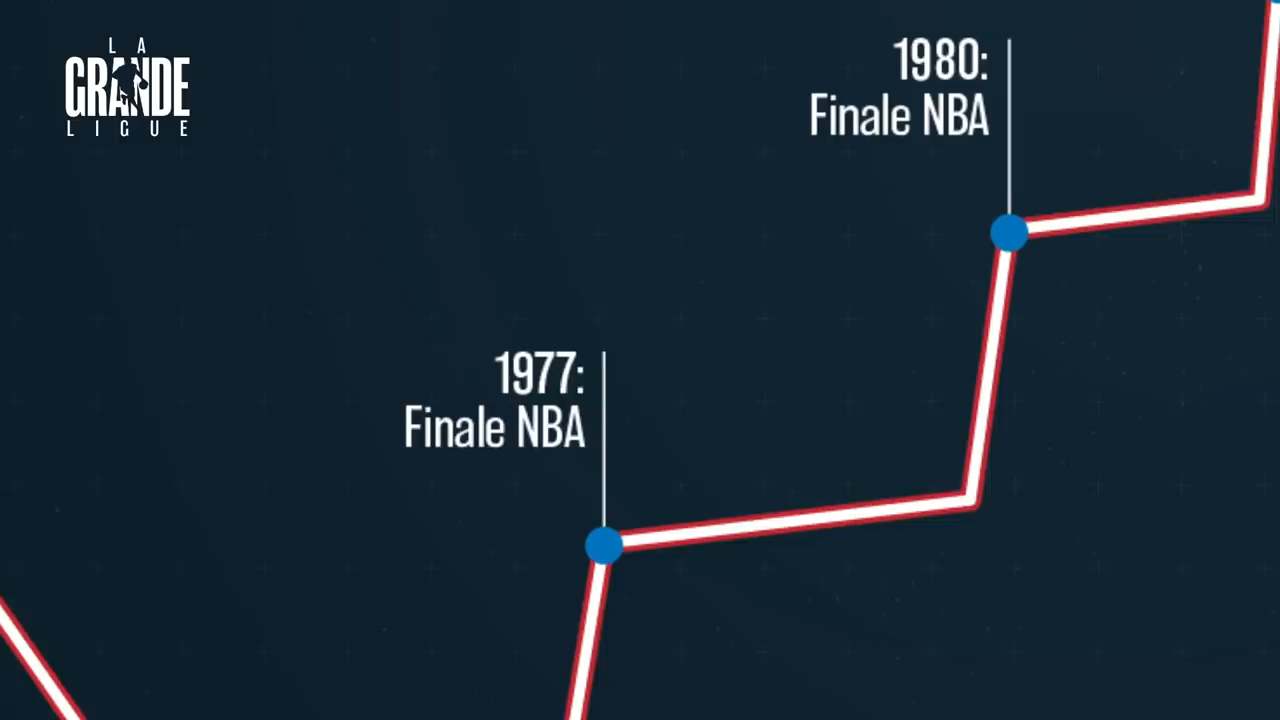 LA
GRANDE
LIGUE
1980:
Finale NBA
1977:
Finale NBA